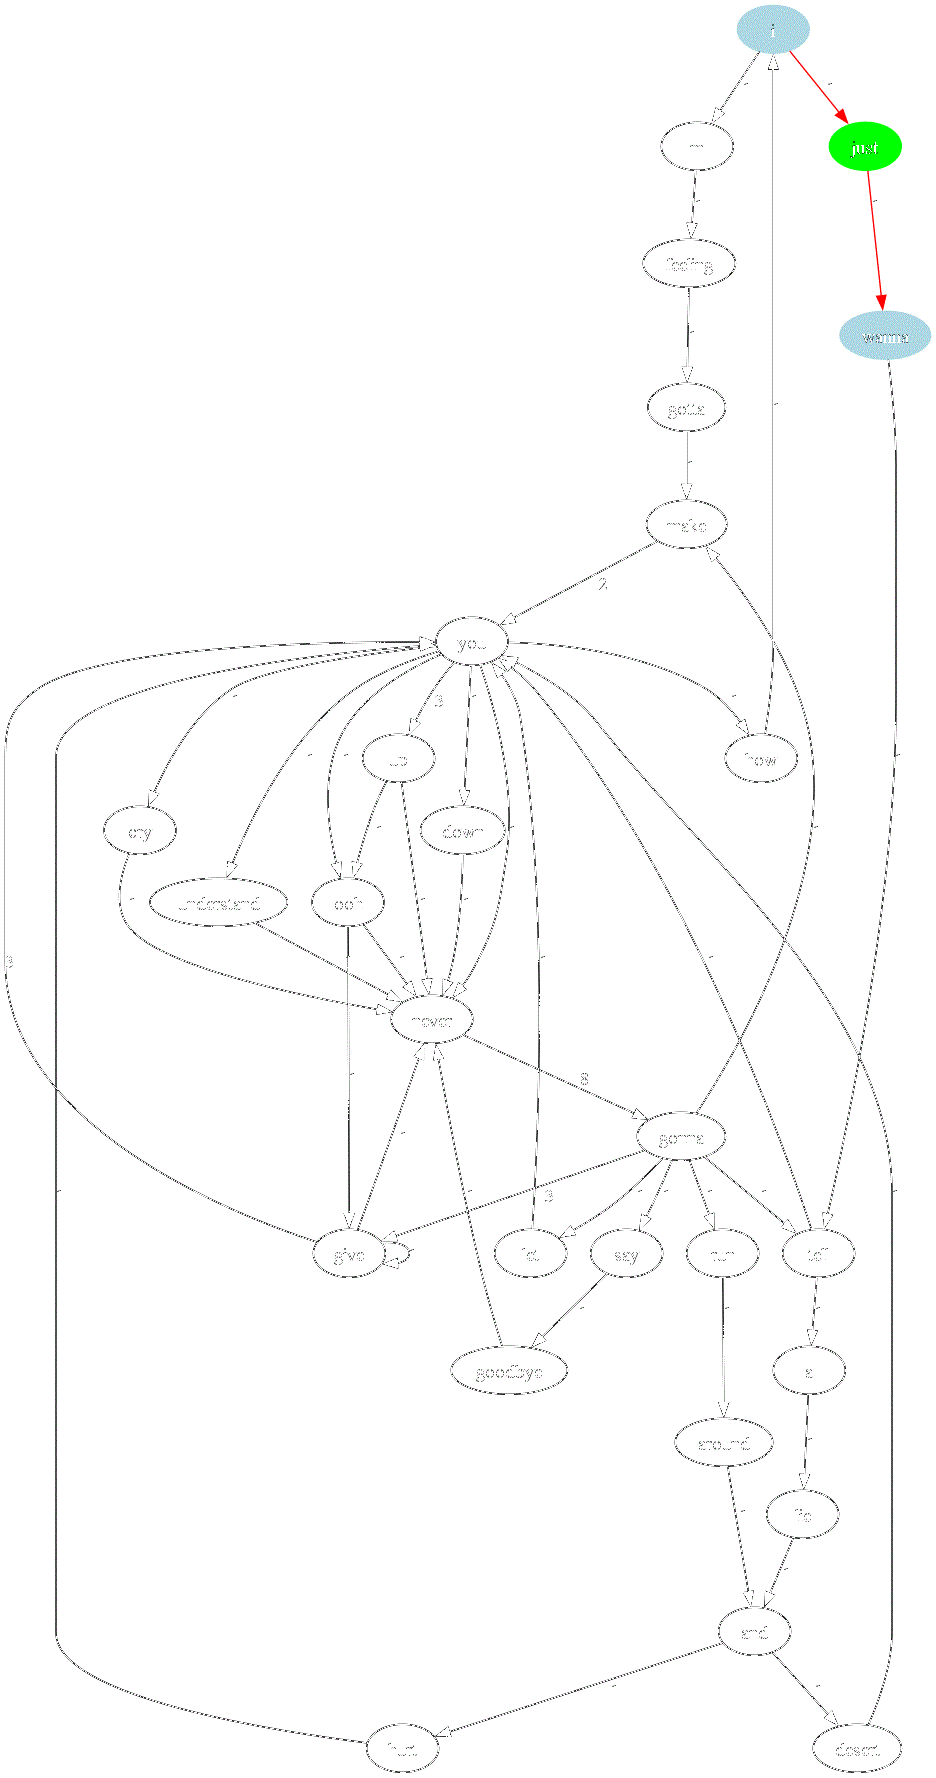 i
just
feeling
wanna
gotta
make
2
you
3
up
how
cry
down
understand
ooh
3
never
8
gonna
3
give
let
say
run
tell
goodbye
a
around
lie
and
hurt
desert